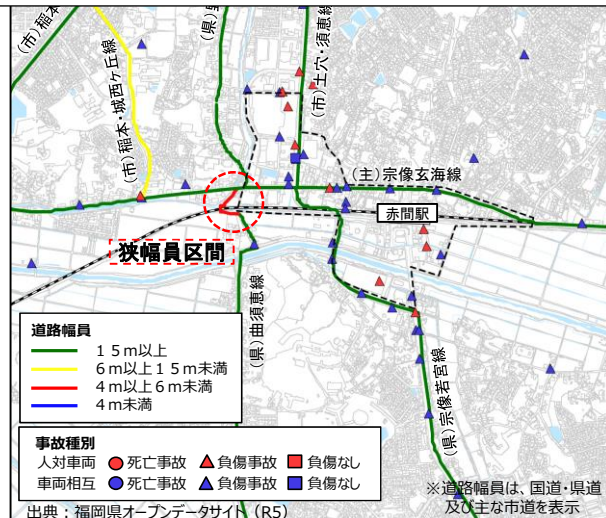 (市)稲本
(市)稲本・城西ヶ丘線
(市)土穴・須恵線
(主)宗像玄海線
赤間駅
狭幅員区間
(県)曲須恵線
(県)宗像若宮線
道路幅員
15m以上
6m以上15m未満
4m以上6m未満
4m未満
事故種別
人対車両 死亡事故 負傷事故 負傷なし
車両相互 死亡事故 負傷事故 負傷なし
※道路幅員は、国道・県道
及び主な市道を表示
出典:福岡県オープンデータサイト(R5)